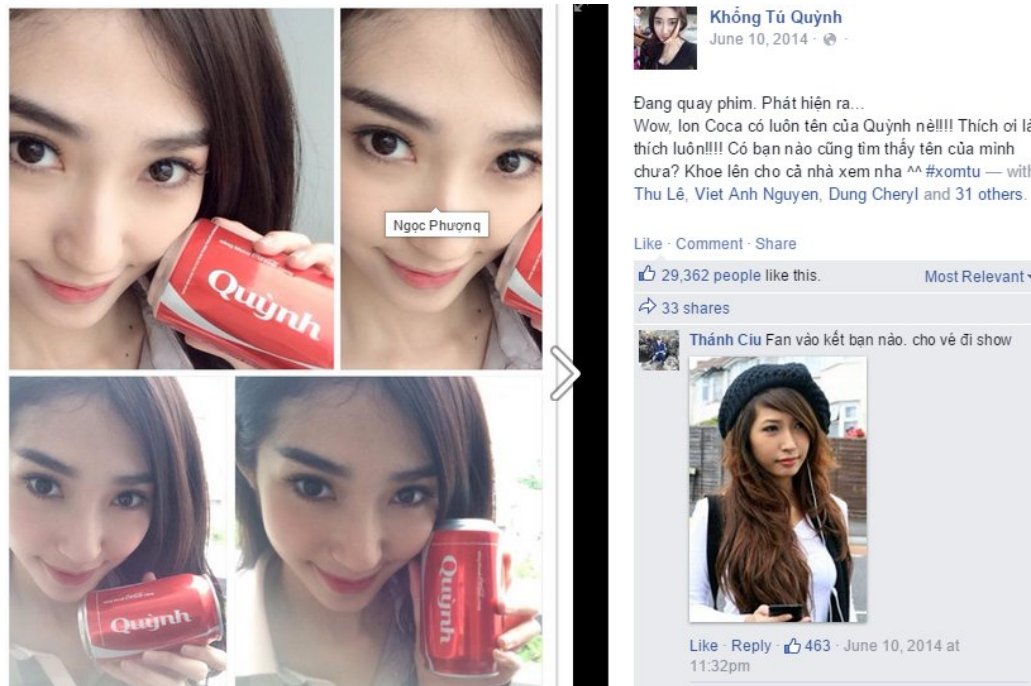 Quỳnh
Ngọc Phượng
Quỳnh
Quỳnh
Khổng Tú Quỳnh
June 10, 2014 ·
Đang quay phim. Phát hiện ra...
Wow, lon Coca có luôn tên của Quỳnh nè!!!! Thích ơi là
thích luôn!!!! Có bạn nào cũng tìm thấy tên của mình
chưa? Khoe lên cho cả nhà xem nha ^^ #xomtu — with
Thu Lê, Viet Anh Nguyen, Dung Cheryl and 31 others.
Like · Comment · Share
29,362 people like this.
Most Relevant
33 shares
Thánh Ciu Fan vào kết bạn nào. cho vé đi show
Like · Reply · 463 · June 10, 2014 at
11:32pm